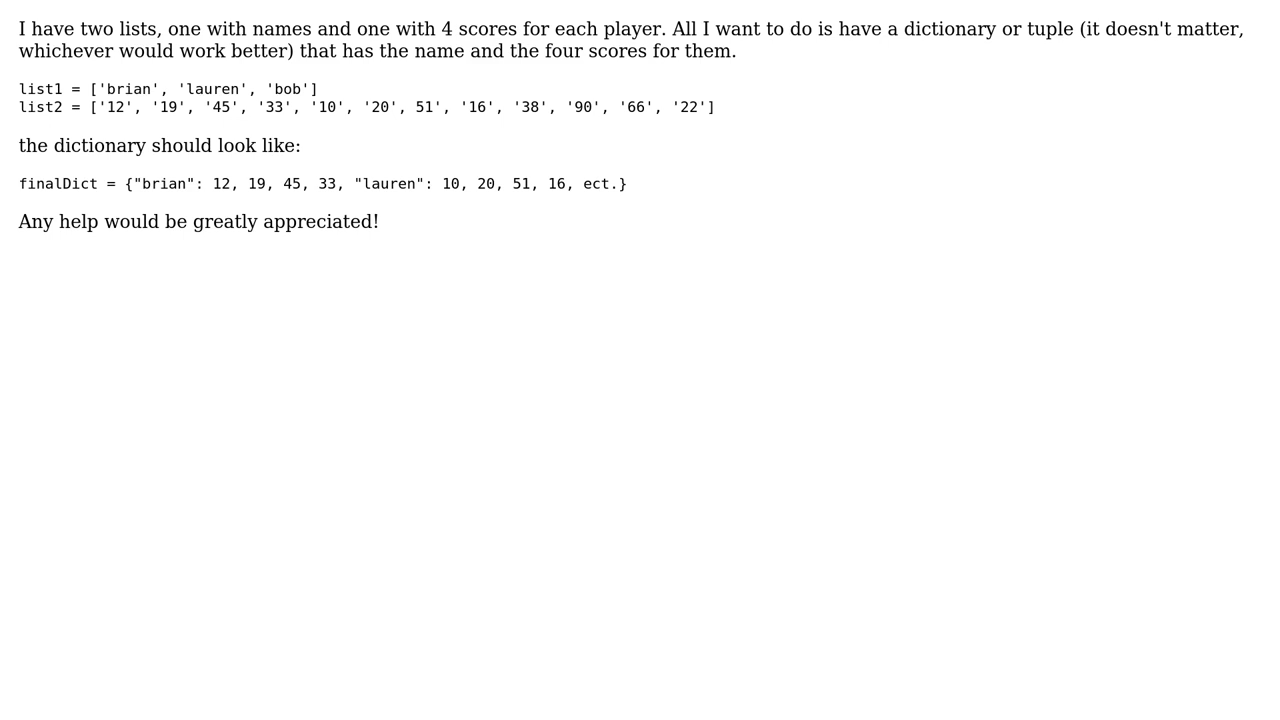 I have two lists, one with names and one with 4 scores for each player. All I want to do is have a dictionary or tuple (it doesn't matter,
whichever would work better) that has the name and the four scores for them.
list1 = ['brian', 'lauren', 'bob']
list2 = ['12', '19', '45', '33', '10', '20', 51', '16', '38', '90', '66', '22']
the dictionary should look like:
finalDict = {"brian": 12, 19, 45, 33, "lauren": 10, 20, 51, 16, ect.}
Any help would be greatly appreciated!